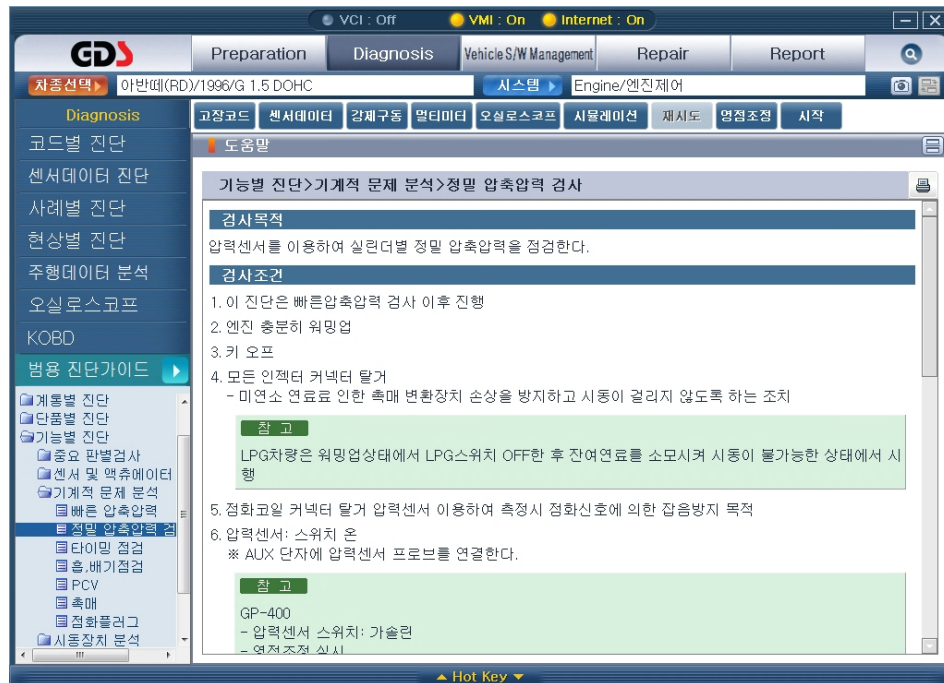 VCI : Off VMI : On Internet : On
GDS Preparation Diagnosis Vehicle S/W Management Repair Report
차종선택 아반떼(RD)/1996/G 1.5 DOHC 시스템 Engine/엔진제어
Diagnosis
고장코드 센서데이터 강제구동 멀티미터 오실로스코프 시뮬레이션 재시도 영점조정 시작
코드별 진단
센서데이터 진단
사례별 진단
현상별 진단
주행데이터 분석
오실로스코프
KOBD
범용 진단가이드
계통별 진단
단품별 진단
기능별 진단
중요 판별검사
센서 및 액츄에이터
기계적 문제 분석
빠른 압축압력
정밀 압축압력 검
타이밍 점검
흡,배기점검
PCV
촉매
점화플러그
시동장치 분석
도움말
기능별 진단>기계적 문제 분석>정밀 압축압력 검사
검사목적
압력센서를 이용하여 실린더별 정밀 압축압력을 점검한다.
검사조건
1. 이 진단은 빠른압축압력 검사 이후 진행
2. 엔진 충분히 워밍업
3. 키 오프
4. 모든 인젝터 커넥터 탈거
- 미연소 연료로 인한 촉매 변환장치 손상을 방지하고 시동이 걸리지 않도록 하는 조치
참 고
LPG차량은 워밍업상태에서 LPG스위치 OFF한 후 잔여연료를 소모시켜 시동이 불가능한 상태에서 시
행
5. 점화코일 커넥터 탈거 압력센서 이용하여 측정시 점화신호에 의한 잡음방지 목적
6. 압력센서: 스위치 온
※ AUX 단자에 압력센서 프로브를 연결한다.
참 고
GP-400
- 압력센서 스위치: 가솔린
- 영점조정 실시
Hot Key